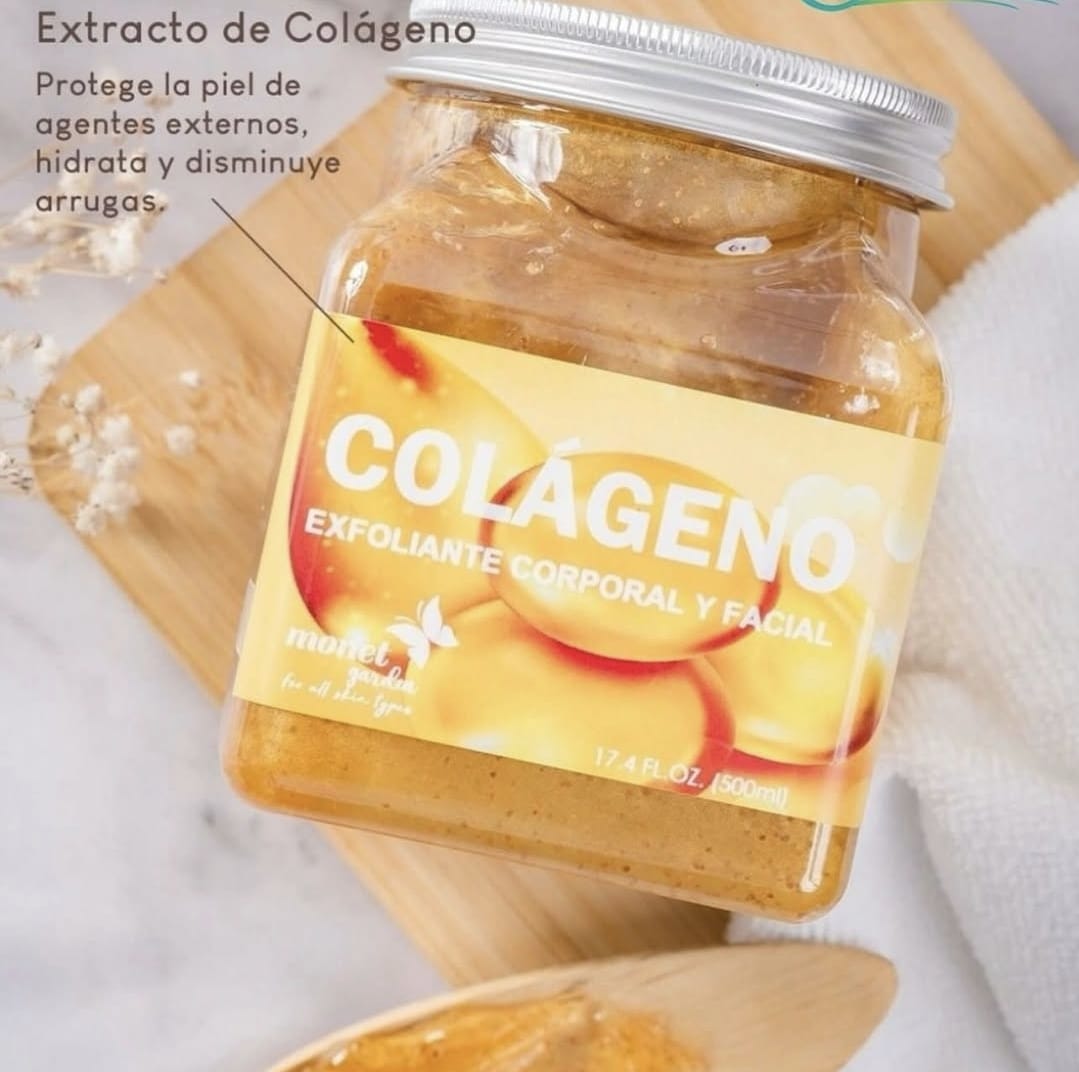 Extracto de Colágeno
Protege la piel de
agentes externos,
hidrata y disminuye
arrugas.
COLÁGENO
EXFOLIANTE CORPORAL Y FACIAL
monet
garden
for all skin types
17.4 FL.OZ. (500ml)